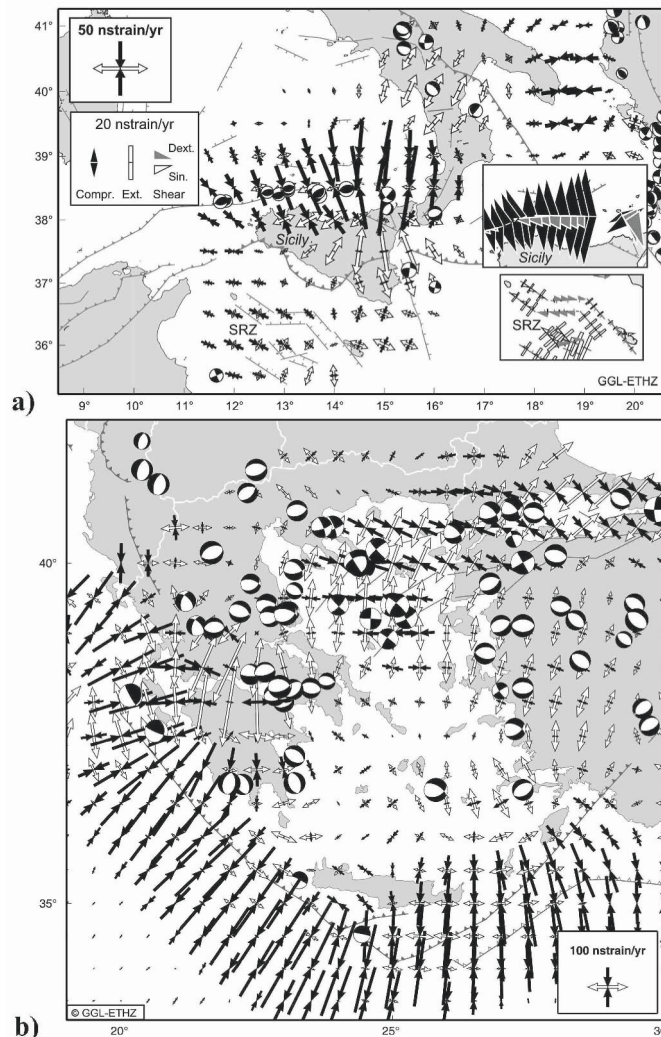 a)
41°
40°
39°
38°
37°
36°
50 nstrain/yr
20 nstrain/yr
Dext.
Sin.
Compr. Ext. Shear
Sicily
SRZ
Sicily
SRZ
GGL-ETHZ
9° 10° 11° 12° 13° 14° 15° 16° 17° 18° 19° 20°
40°
35°
100 nstrain/yr
© GGL-ETHZ
b)
20° 25°